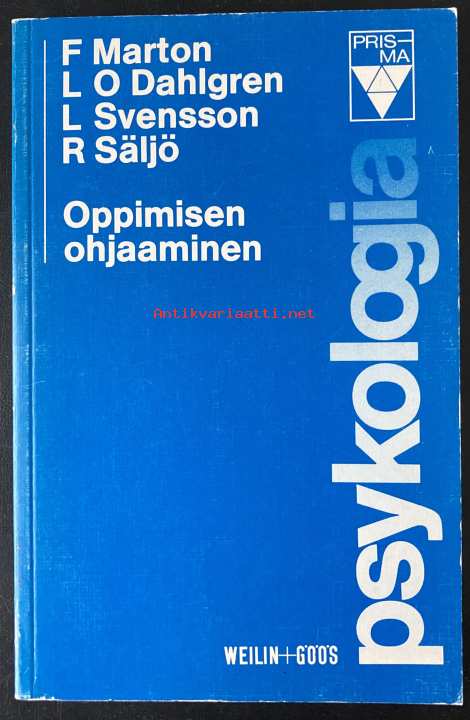 F Marton
L O Dahlgren
L Svensson
R Säljö
Oppimisen
ohjaaminen
PRIS-
MA
psykologia
Antikvariaatti.net
WEILIN+GÖÖS